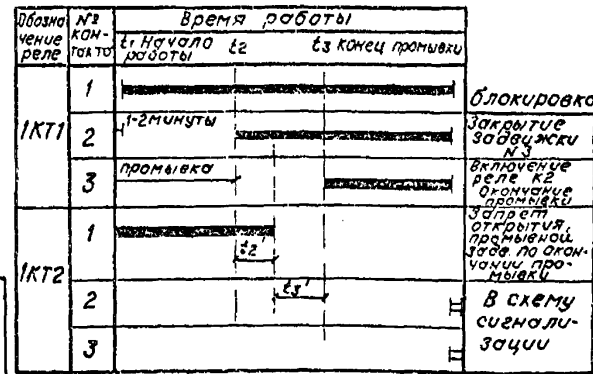 Обозна
чение
реле
№
кон-
такта
Время работы
t1 Начало
работы
t2
t3 конец промывки
1КТ1
1
блокировка
2
1-2минуты
Закрытие
задвижки
N3
3
промывка
Включение
реле К2
Окончание
промывки
1КТ2
1
t2'
Запрет
открытия
промывной
задв. по окон-
чании про-
мывки
2
t3'
В схему
сигнали-
зации
3